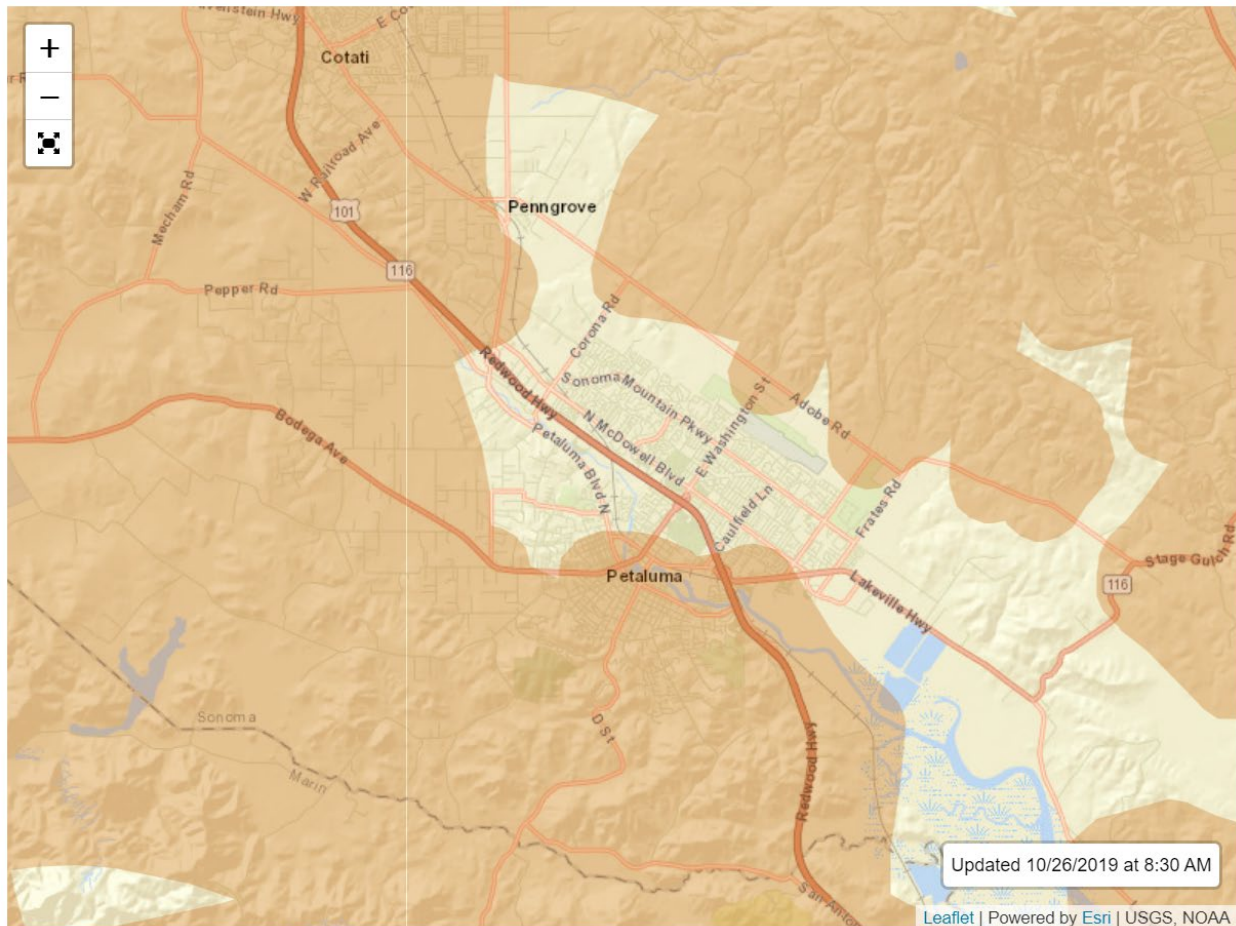 +
−
Cotati
W Railroad Ave
Mecham Rd
101
Penngrove
116
Pepper Rd
Corona Rd
Redwood Hwy
Sonoma Mountain Pkwy
N McDowell Blvd
E Washington St
Adobe Rd
Bodega Ave
Petaluma Blvd N
Caulfield Ln
Frates Rd
Petaluma
Lakeville Hwy
Stage Gulch Rd
116
Sonoma
Marin
D St
Redwood Hwy
Updated 10/26/2019 at 8:30 AM
Leaflet | Powered by Esri | USGS, NOAA